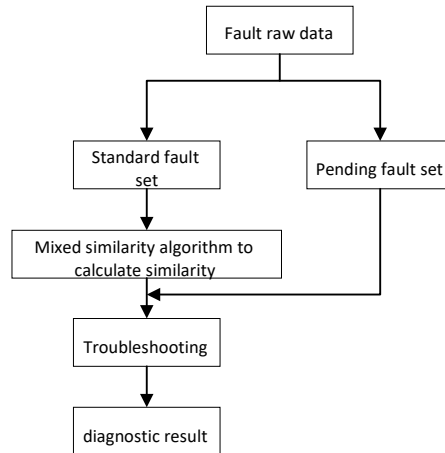 Fault raw data
Standard fault
set
Pending fault set
Mixed similarity algorithm to
calculate similarity
Troubleshooting
diagnostic result